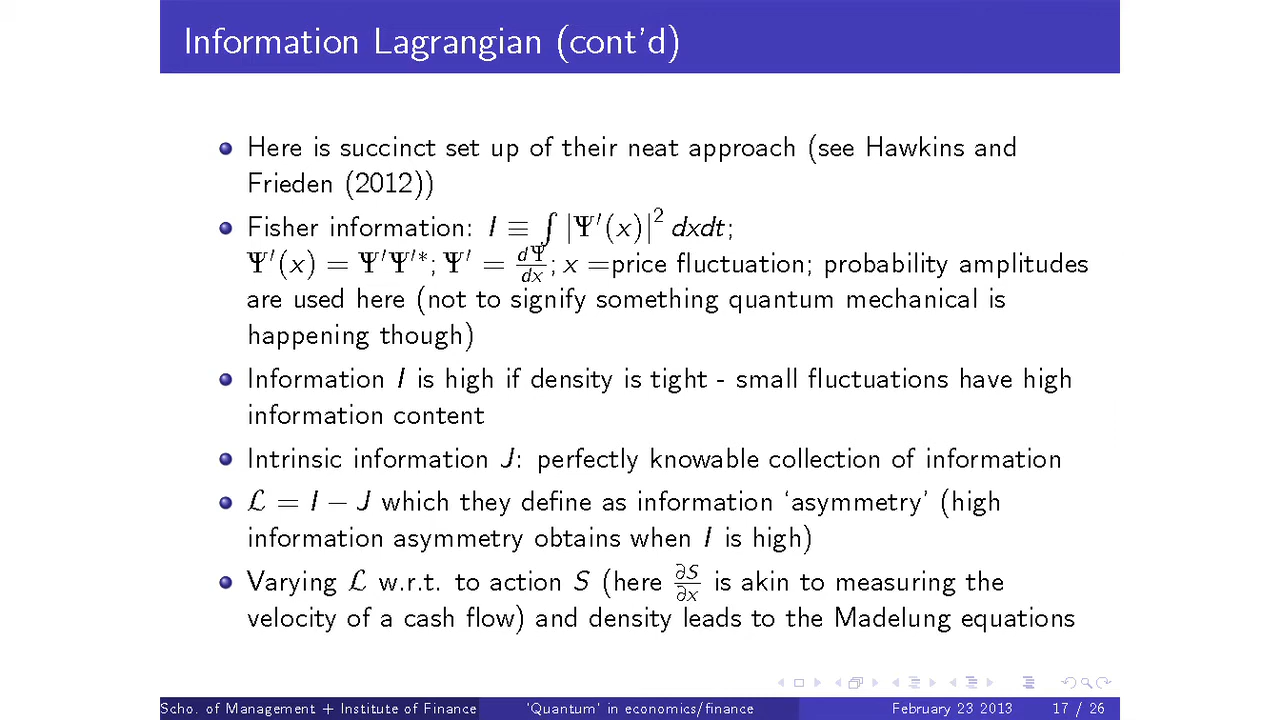 Information Lagrangian (cont'd)
Here is succinct set up of their neat approach (see Hawkins and
Frieden (2012))
Fisher information: I ≡ ∫ |Ψ′(x)|² dxdt;
Ψ′(x) = Ψ′Ψ′*; Ψ′ = dΨ/dx; x =price fluctuation; probability amplitudes
are used here (not to signify something quantum mechanical is
happening though)
Information I is high if density is tight - small fluctuations have high
information content
Intrinsic information J: perfectly knowable collection of information
ℒ = I − J which they define as information 'asymmetry' (high
information asymmetry obtains when I is high)
Varying ℒ w.r.t. to action S (here ∂S/∂x is akin to measuring the
velocity of a cash flow) and density leads to the Madelung equations
Scho. of Management + Institute of Finance 'Quantum' in economics/finance February 23 2013 17 / 26